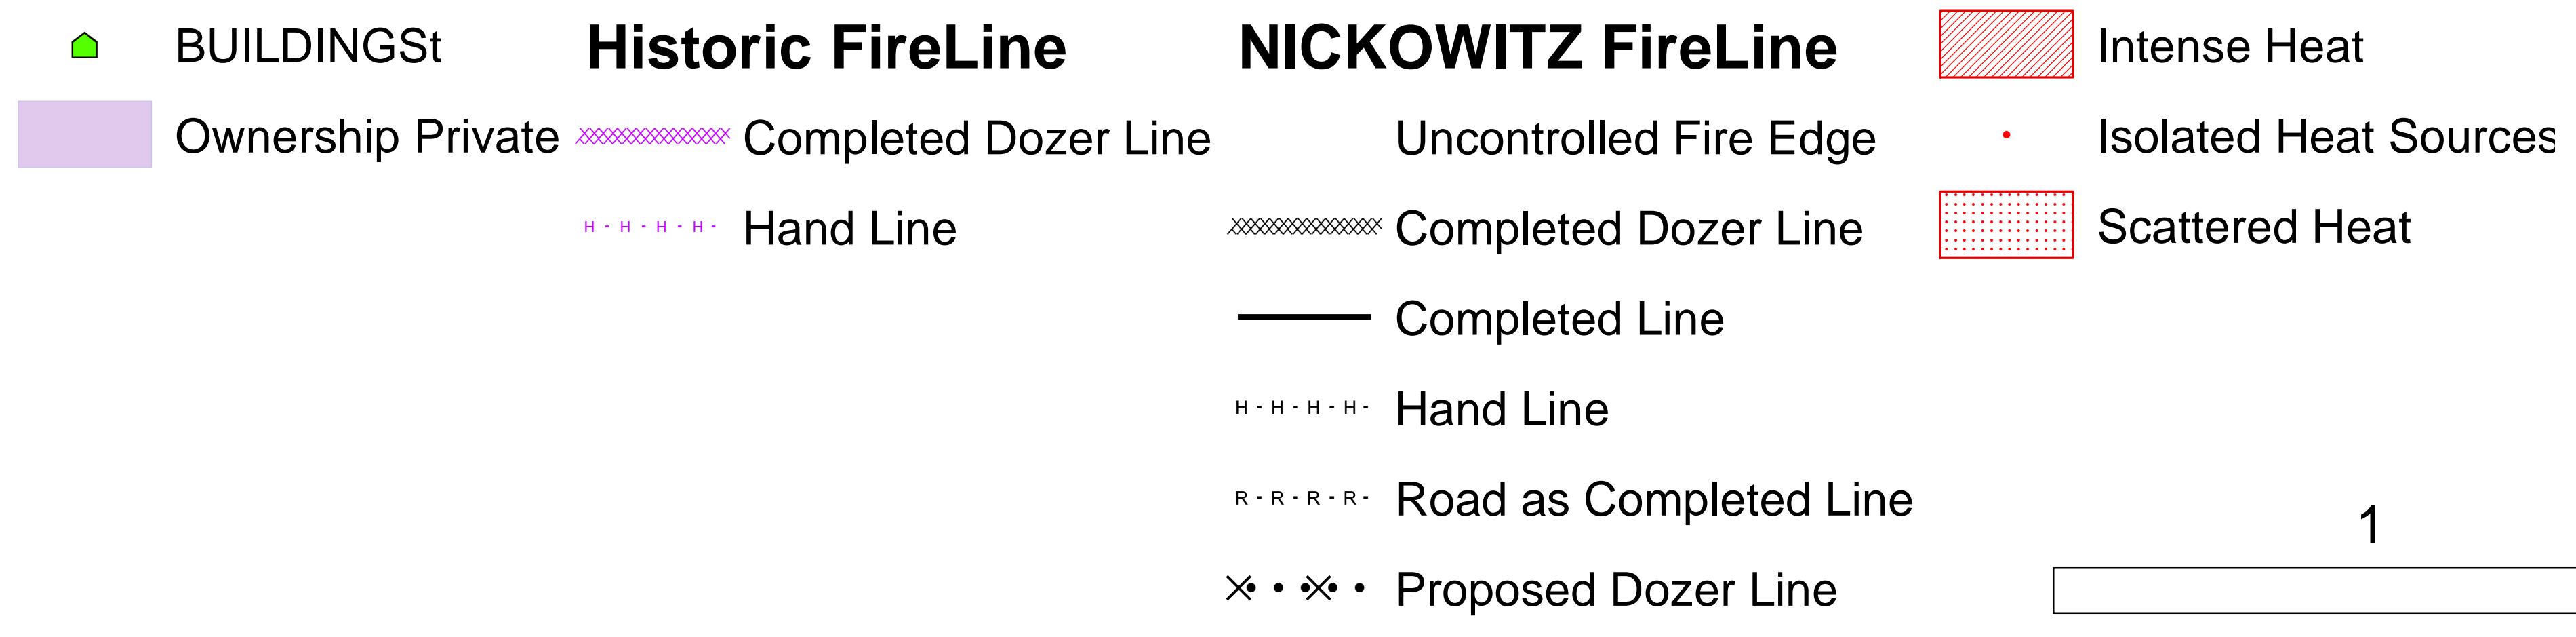 BUILDINGSt
Ownership Private
Historic FireLine
Completed Dozer Line
H - H - H - H - Hand Line
NICKOWITZ FireLine
Uncontrolled Fire Edge
Completed Dozer Line
Completed Line
H - H - H - H - Hand Line
R - R - R - R - Road as Completed Line
Proposed Dozer Line
Intense Heat
Isolated Heat Sources
Scattered Heat
1